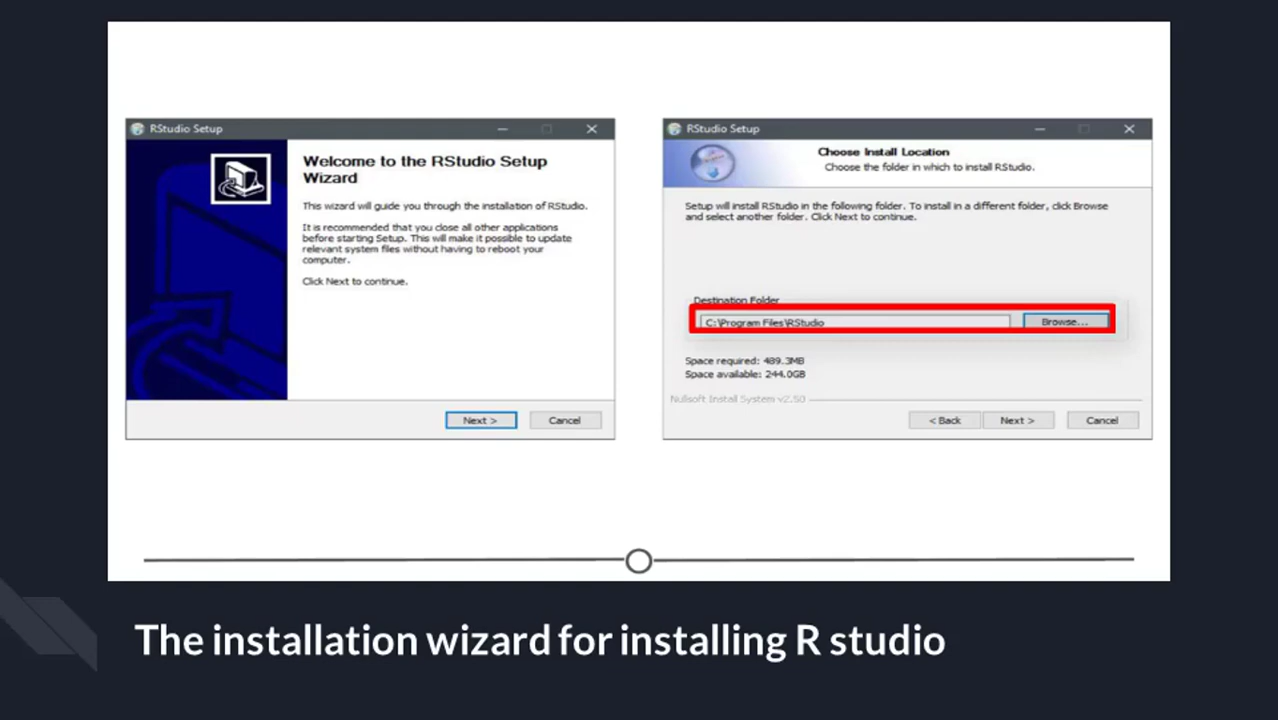 RStudio Setup
Welcome to the RStudio Setup
Wizard
This wizard will guide you through the installation of RStudio.
It is recommended that you close all other applications
before starting Setup. This will make it possible to update
relevant system files without having to reboot your
computer.
Click Next to continue.
Next >
Cancel
RStudio Setup
Choose Install Location
Choose the folder in which to install RStudio.
Setup will install RStudio in the following folder. To install in a different folder, click Browse
and select another folder. Click Next to continue.
Destination Folder
C:\Program Files\RStudio
Browse...
Space required: 489.3MB
Space available: 244.0GB
Nullsoft Install System v2.50
< Back
Next >
Cancel
The installation wizard for installing R studio